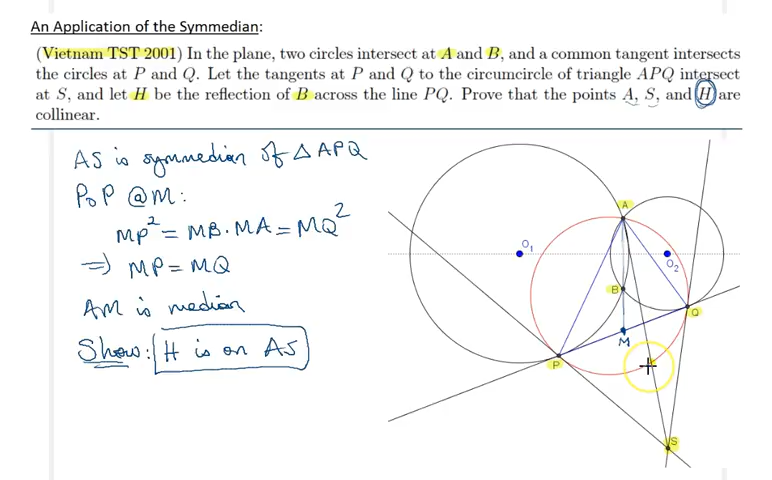 An Application of the Symmedian:
(Vietnam TST 2001) In the plane, two circles intersect at A and B, and a common tangent intersects
the circles at P and Q. Let the tangents at P and Q to the circumcircle of triangle APQ intersect
at S, and let H be the reflection of B across the line PQ. Prove that the points A, S, and H are
collinear.
AS is symmedian of △APQ
PoP @M:
MP² = MB·MA = MQ²
⇒ MP = MQ
AM is median
Show: H is on AS
A
O₁
O₂
B
Q
M
P
S